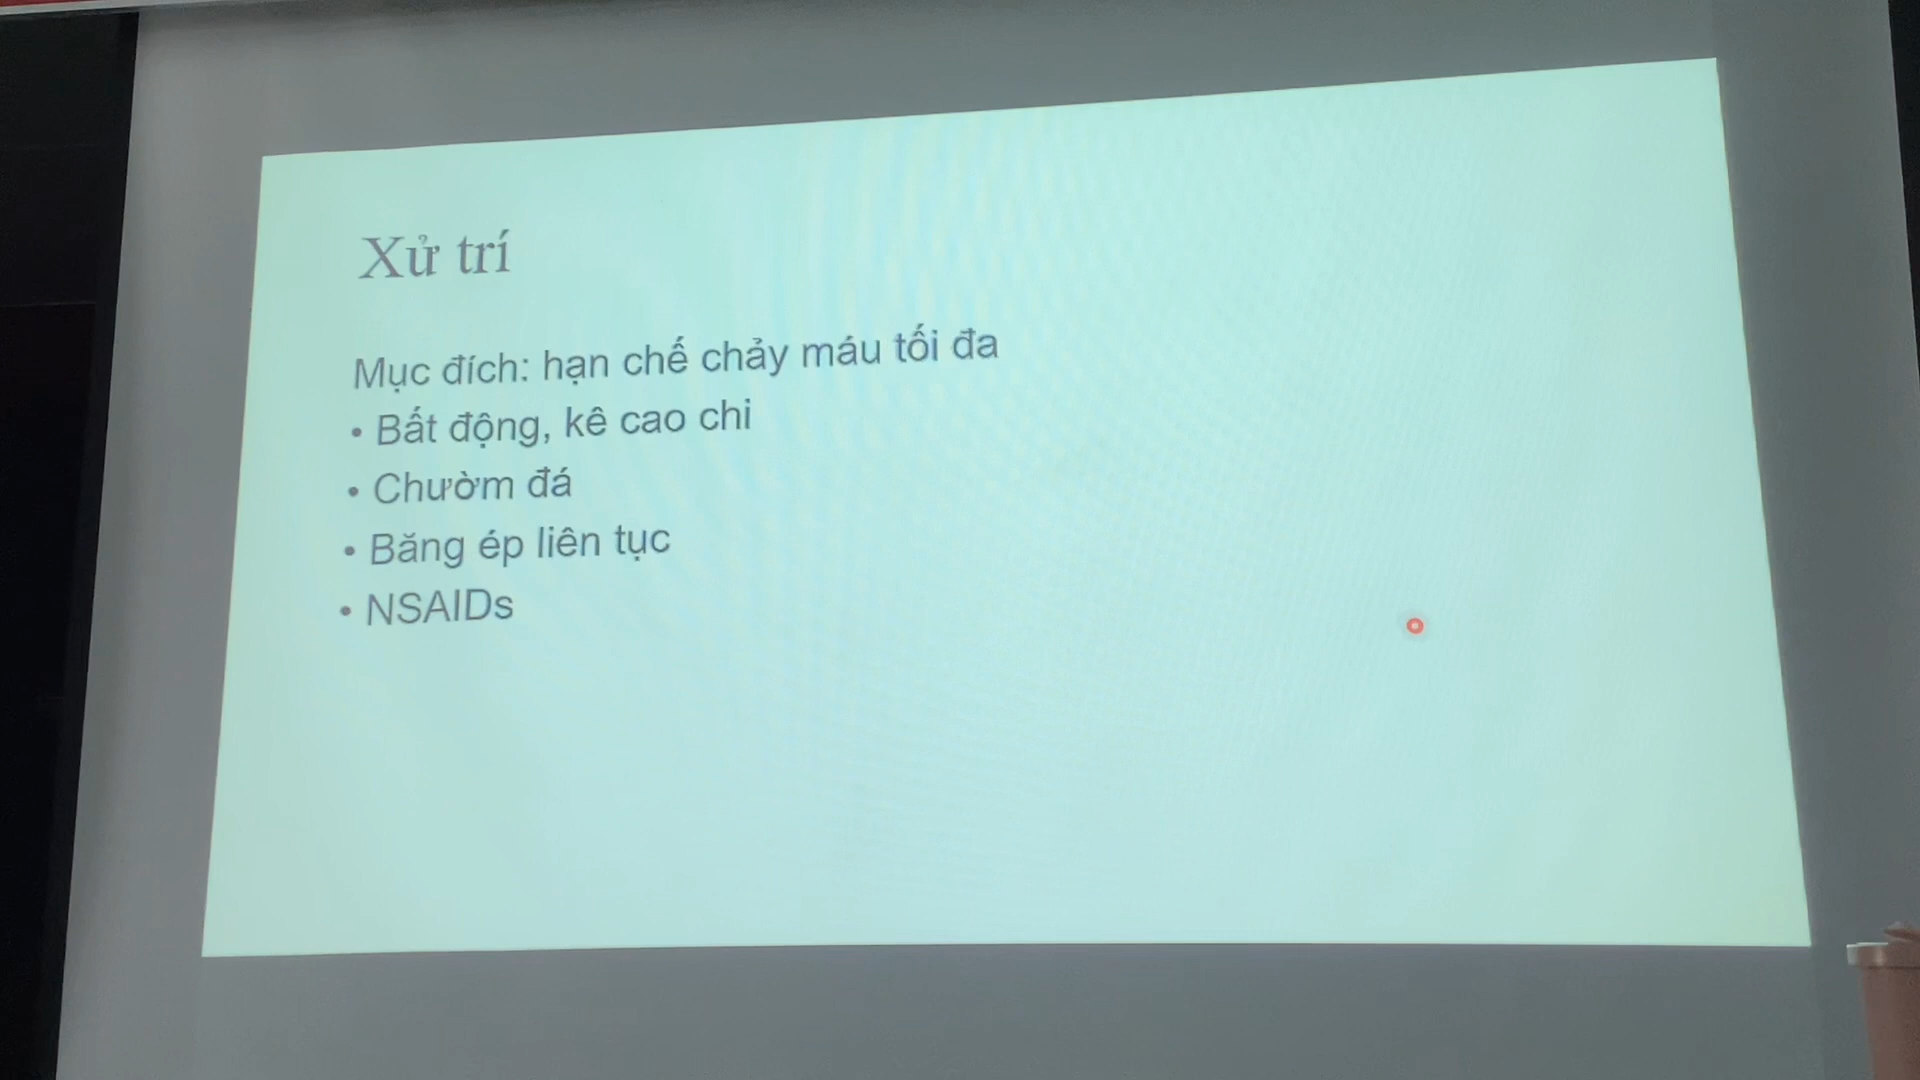 Xử trí
Mục đích: hạn chế chảy máu tối đa
• Bất động, kê cao chi
• Chườm đá
• Băng ép liên tục
• NSAIDs